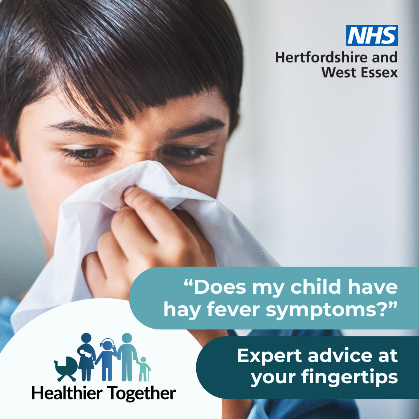 NHS
Hertfordshire and
West Essex
“Does my child have
hay fever symptoms?”
Expert advice at
your fingertips
Healthier Together